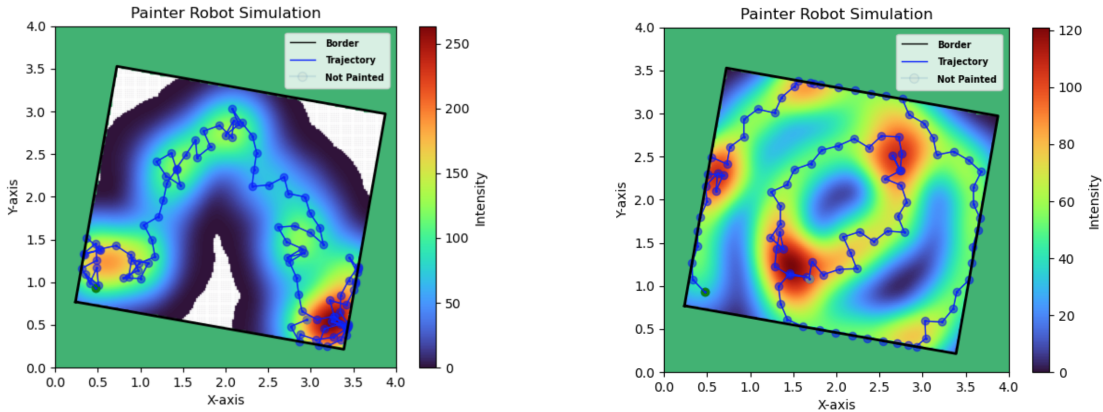 Painter Robot Simulation
4.0
3.5
3.0
2.5
2.0
1.5
1.0
0.5
0.0
Y-axis
Border
Trajectory
Not Painted
0.0 0.5 1.0 1.5 2.0 2.5 3.0 3.5 4.0
X-axis
250
200
150
100
50
0
Intensity
Painter Robot Simulation
4.0
3.5
3.0
2.5
2.0
1.5
1.0
0.5
0.0
Y-axis
Border
Trajectory
Not Painted
0.0 0.5 1.0 1.5 2.0 2.5 3.0 3.5 4.0
X-axis
120
100
80
60
40
20
0
Intensity